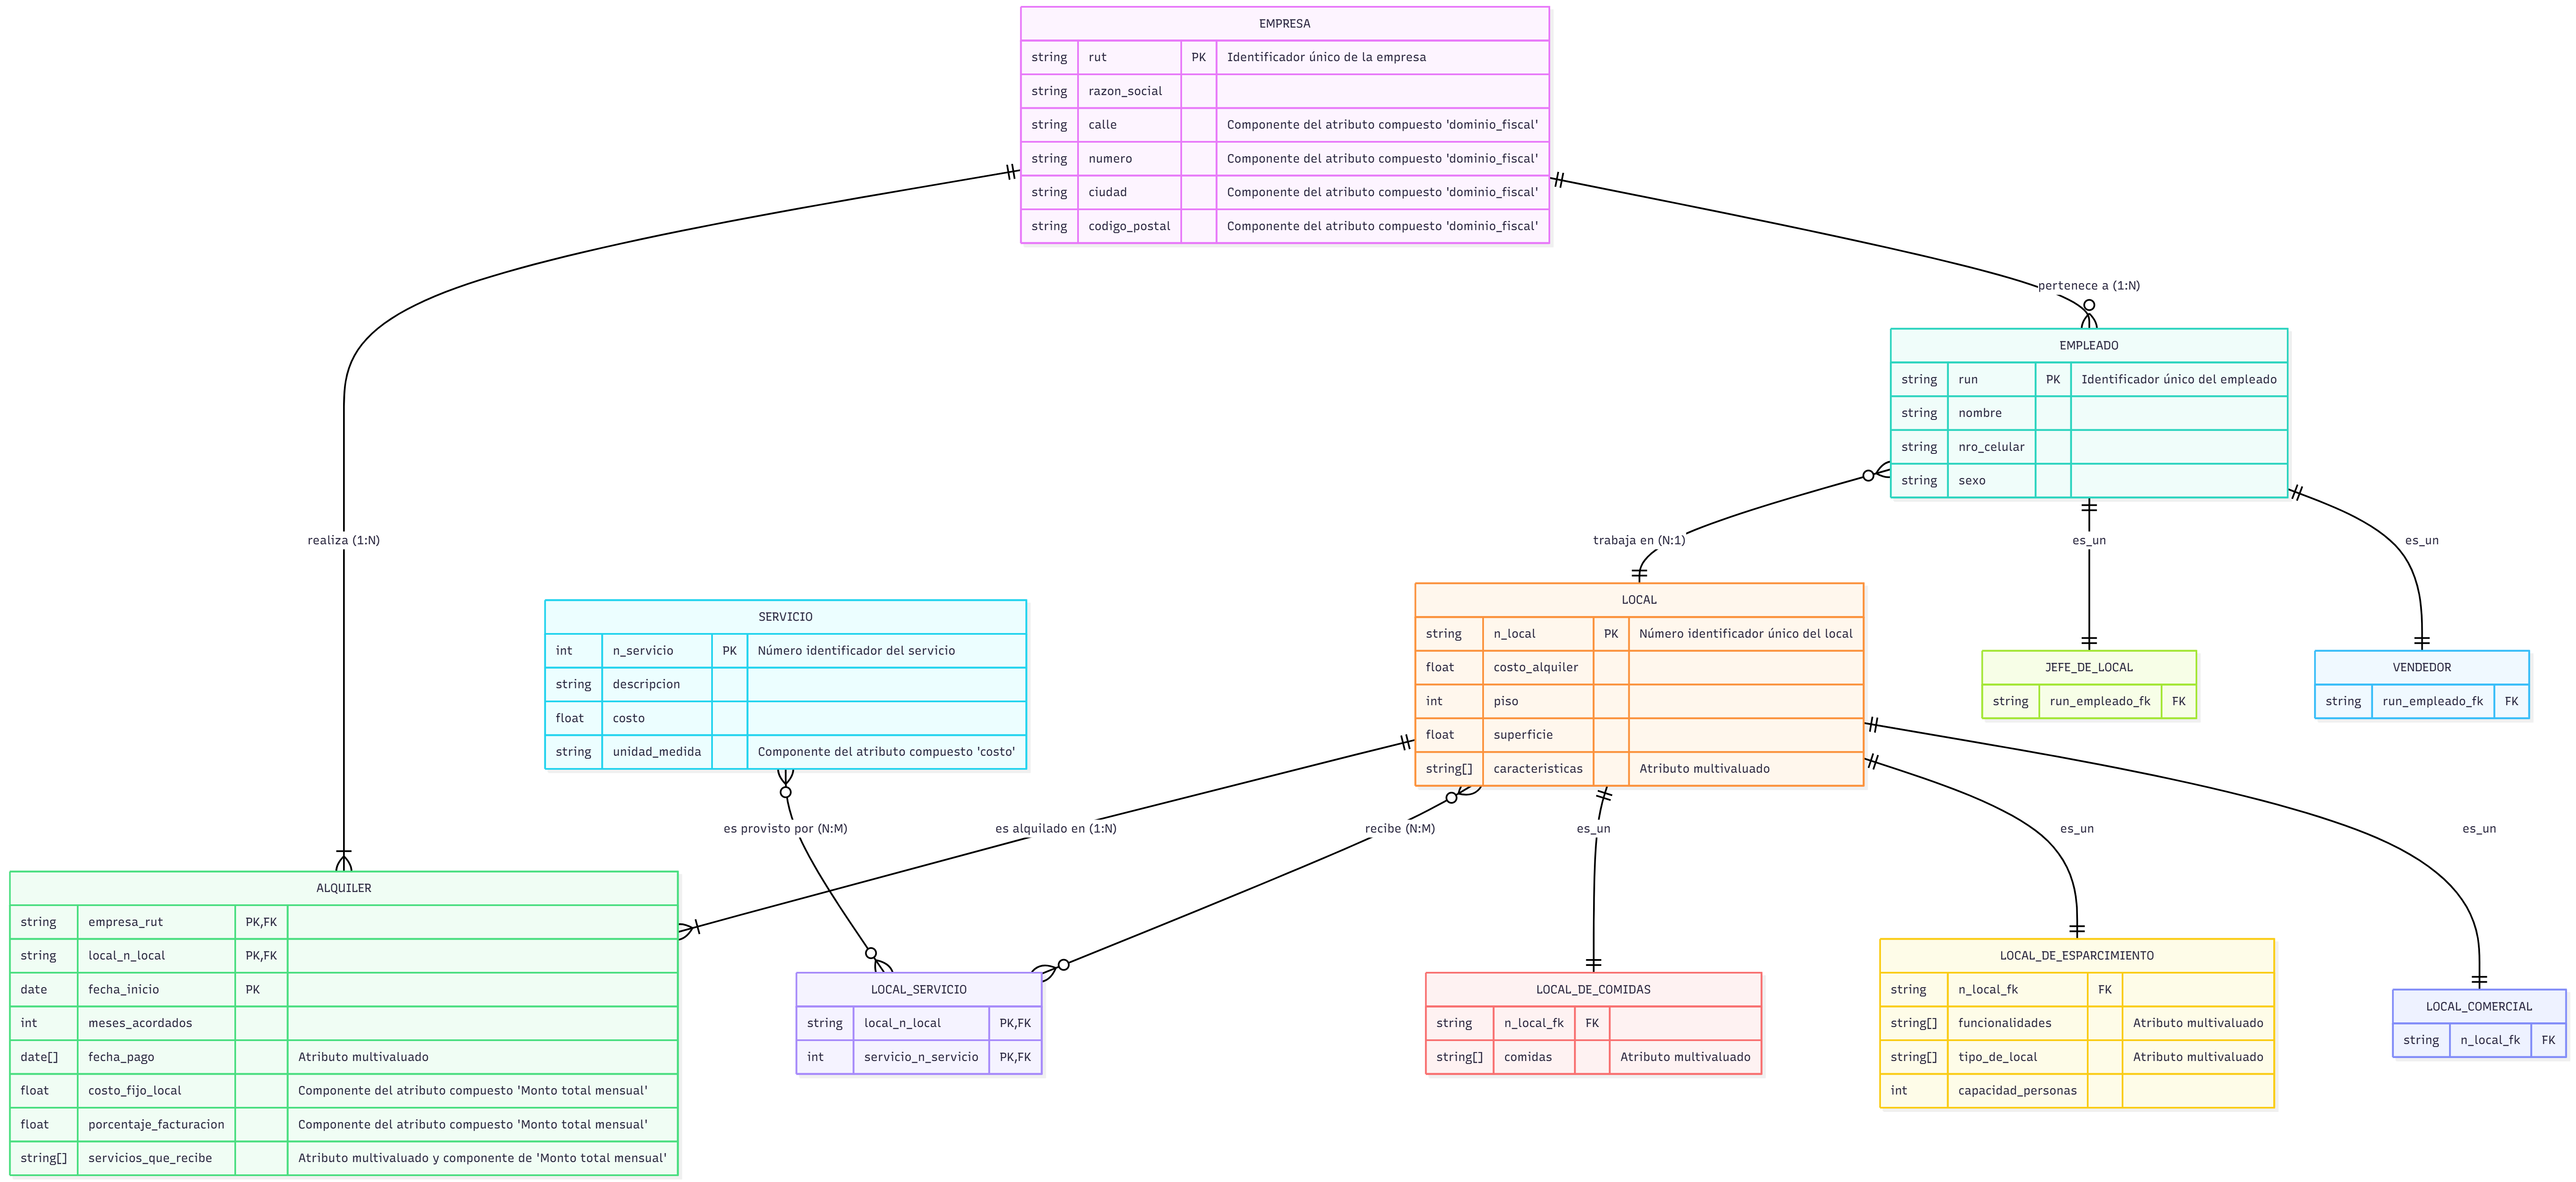 EMPRESA
string rut PK Identificador único de la empresa
string razon_social
string calle Componente del atributo compuesto 'dominio_fiscal'
string numero Componente del atributo compuesto 'dominio_fiscal'
string ciudad Componente del atributo compuesto 'dominio_fiscal'
string codigo_postal Componente del atributo compuesto 'dominio_fiscal'
pertenece a (1:N)
EMPLEADO
string run PK Identificador único del empleado
string nombre
string nro_celular
string sexo
realiza (1:N)
trabaja en (N:1)
es_un
es_un
SERVICIO
int n_servicio PK Número identificador del servicio
string descripcion
float costo
string unidad_medida Componente del atributo compuesto 'costo'
LOCAL
string n_local PK Número identificador único del local
float costo_alquiler
int piso
float superficie
string[] caracteristicas Atributo multivaluado
JEFE_DE_LOCAL
string run_empleado_fk FK
VENDEDOR
string run_empleado_fk FK
es provisto por (N:M)
es alquilado en (1:N)
recibe (N:M)
es_un
es_un
es_un
ALQUILER
string empresa_rut PK,FK
string local_n_local PK,FK
date fecha_inicio PK
int meses_acordados
date[] fecha_pago Atributo multivaluado
float costo_fijo_local Componente del atributo compuesto 'Monto total mensual'
float porcentaje_facturacion Componente del atributo compuesto 'Monto total mensual'
string[] servicios_que_recibe Atributo multivaluado y componente de 'Monto total mensual'
LOCAL_SERVICIO
string local_n_local PK,FK
int servicio_n_servicio PK,FK
LOCAL_DE_COMIDAS
string n_local_fk FK
string[] comidas Atributo multivaluado
LOCAL_DE_ESPARCIMIENTO
string n_local_fk FK
string[] funcionalidades Atributo multivaluado
string[] tipo_de_local Atributo multivaluado
int capacidad_personas
LOCAL_COMERCIAL
string n_local_fk FK